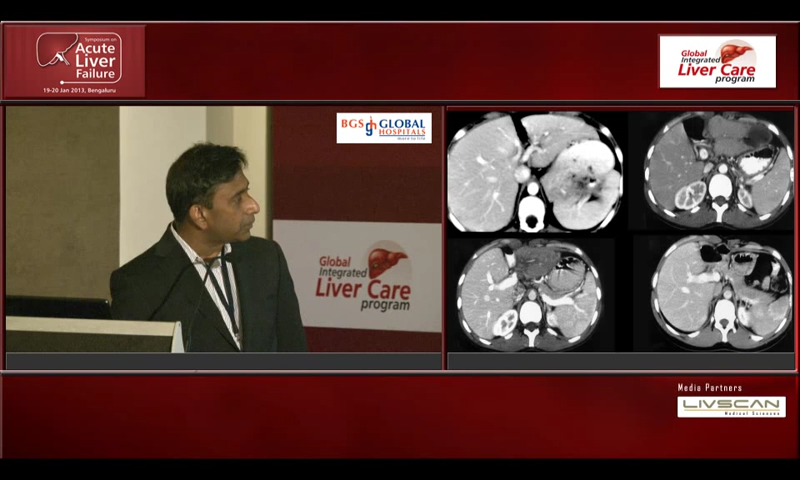 Symposium on
Acute
Liver
Failure
19-20 Jan 2013, Bengaluru
Global
Integrated
Liver Care
program
BGS GLOBAL
HOSPITALS
Global
Integrated
Liver Care
program
Media Partners
LIVSCAN
Medical Sciences